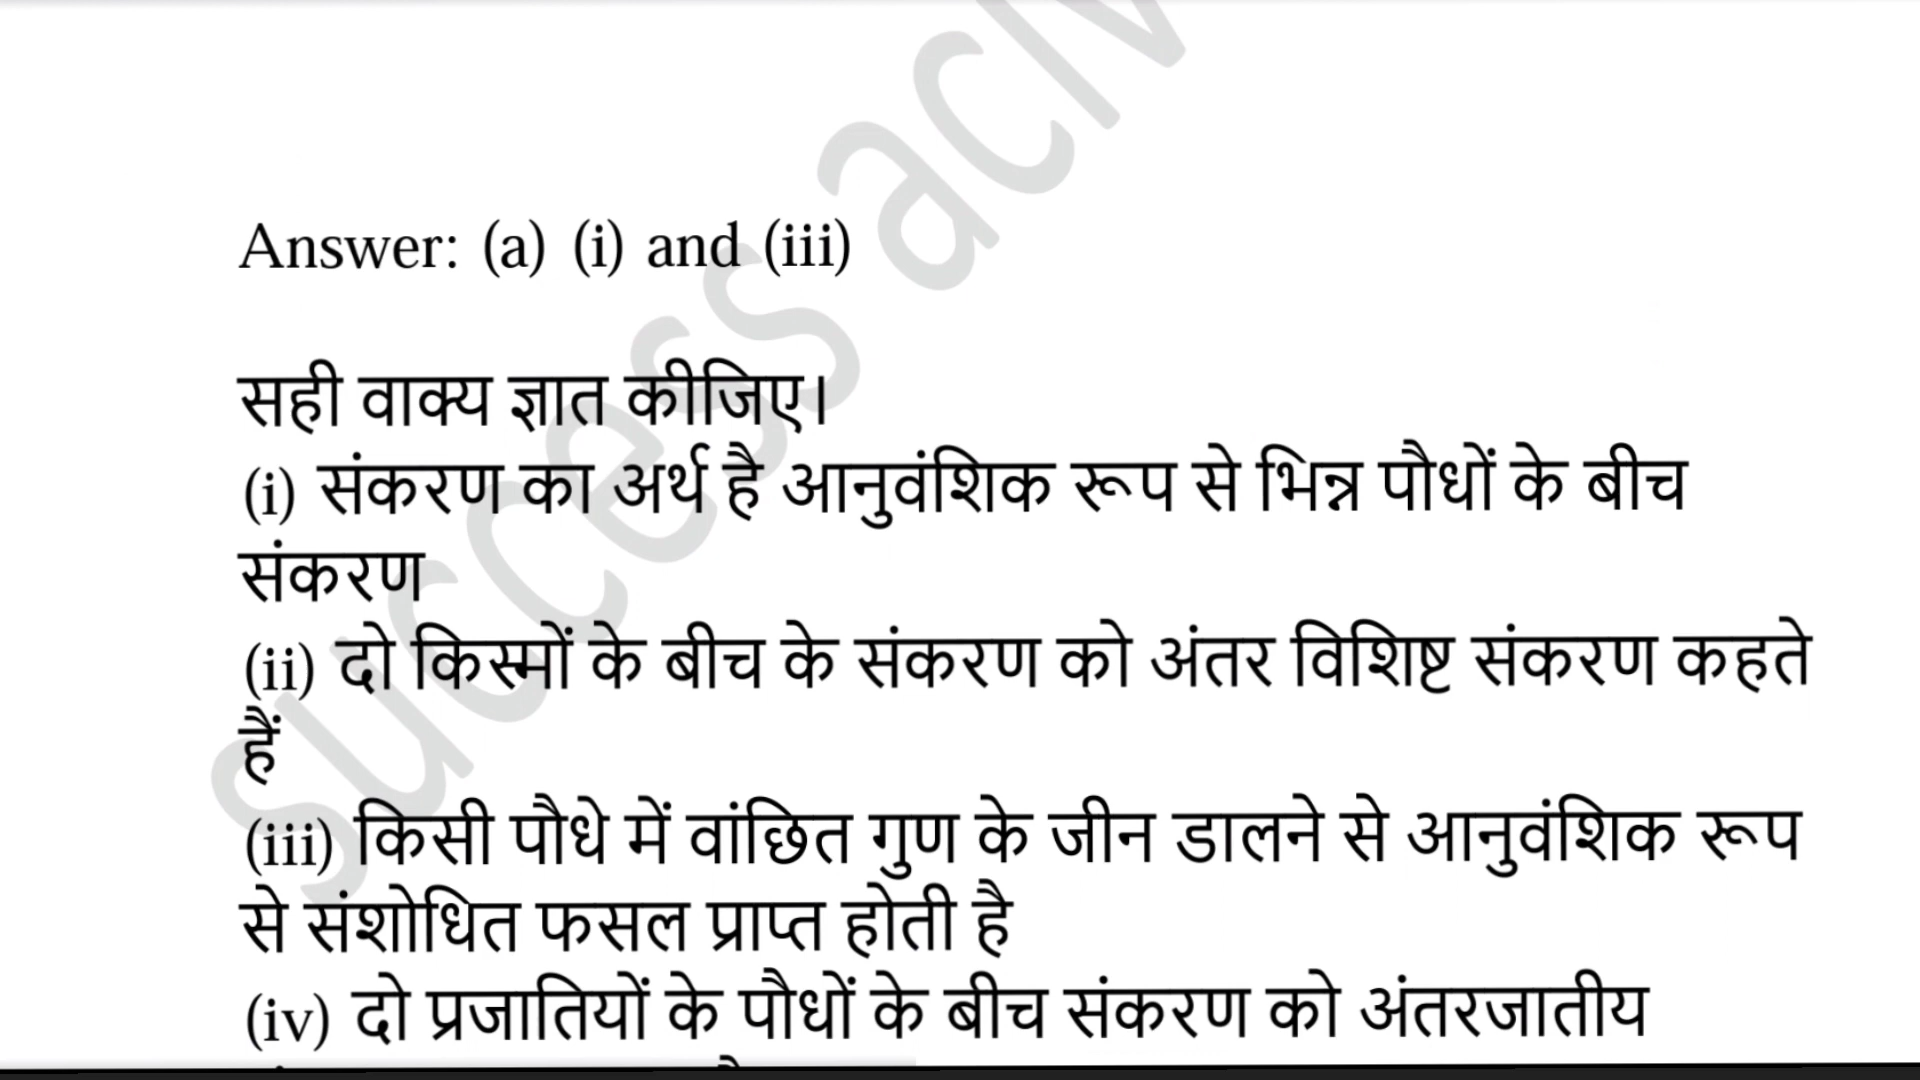 Answer: (a) (i) and (iii)
सही वाक्य ज्ञात कीजिए।
(i) संकरण का अर्थ है आनुवंशिक रूप से भिन्न पौधों के बीच
संकरण
(ii) दो किस्मों के बीच के संकरण को अंतर विशिष्ट संकरण कहते
हैं
(iii) किसी पौधे में वांछित गुण के जीन डालने से आनुवंशिक रूप
से संशोधित फसल प्राप्त होती है
(iv) दो प्रजातियों के पौधों के बीच संकरण को अंतरजातीय
success